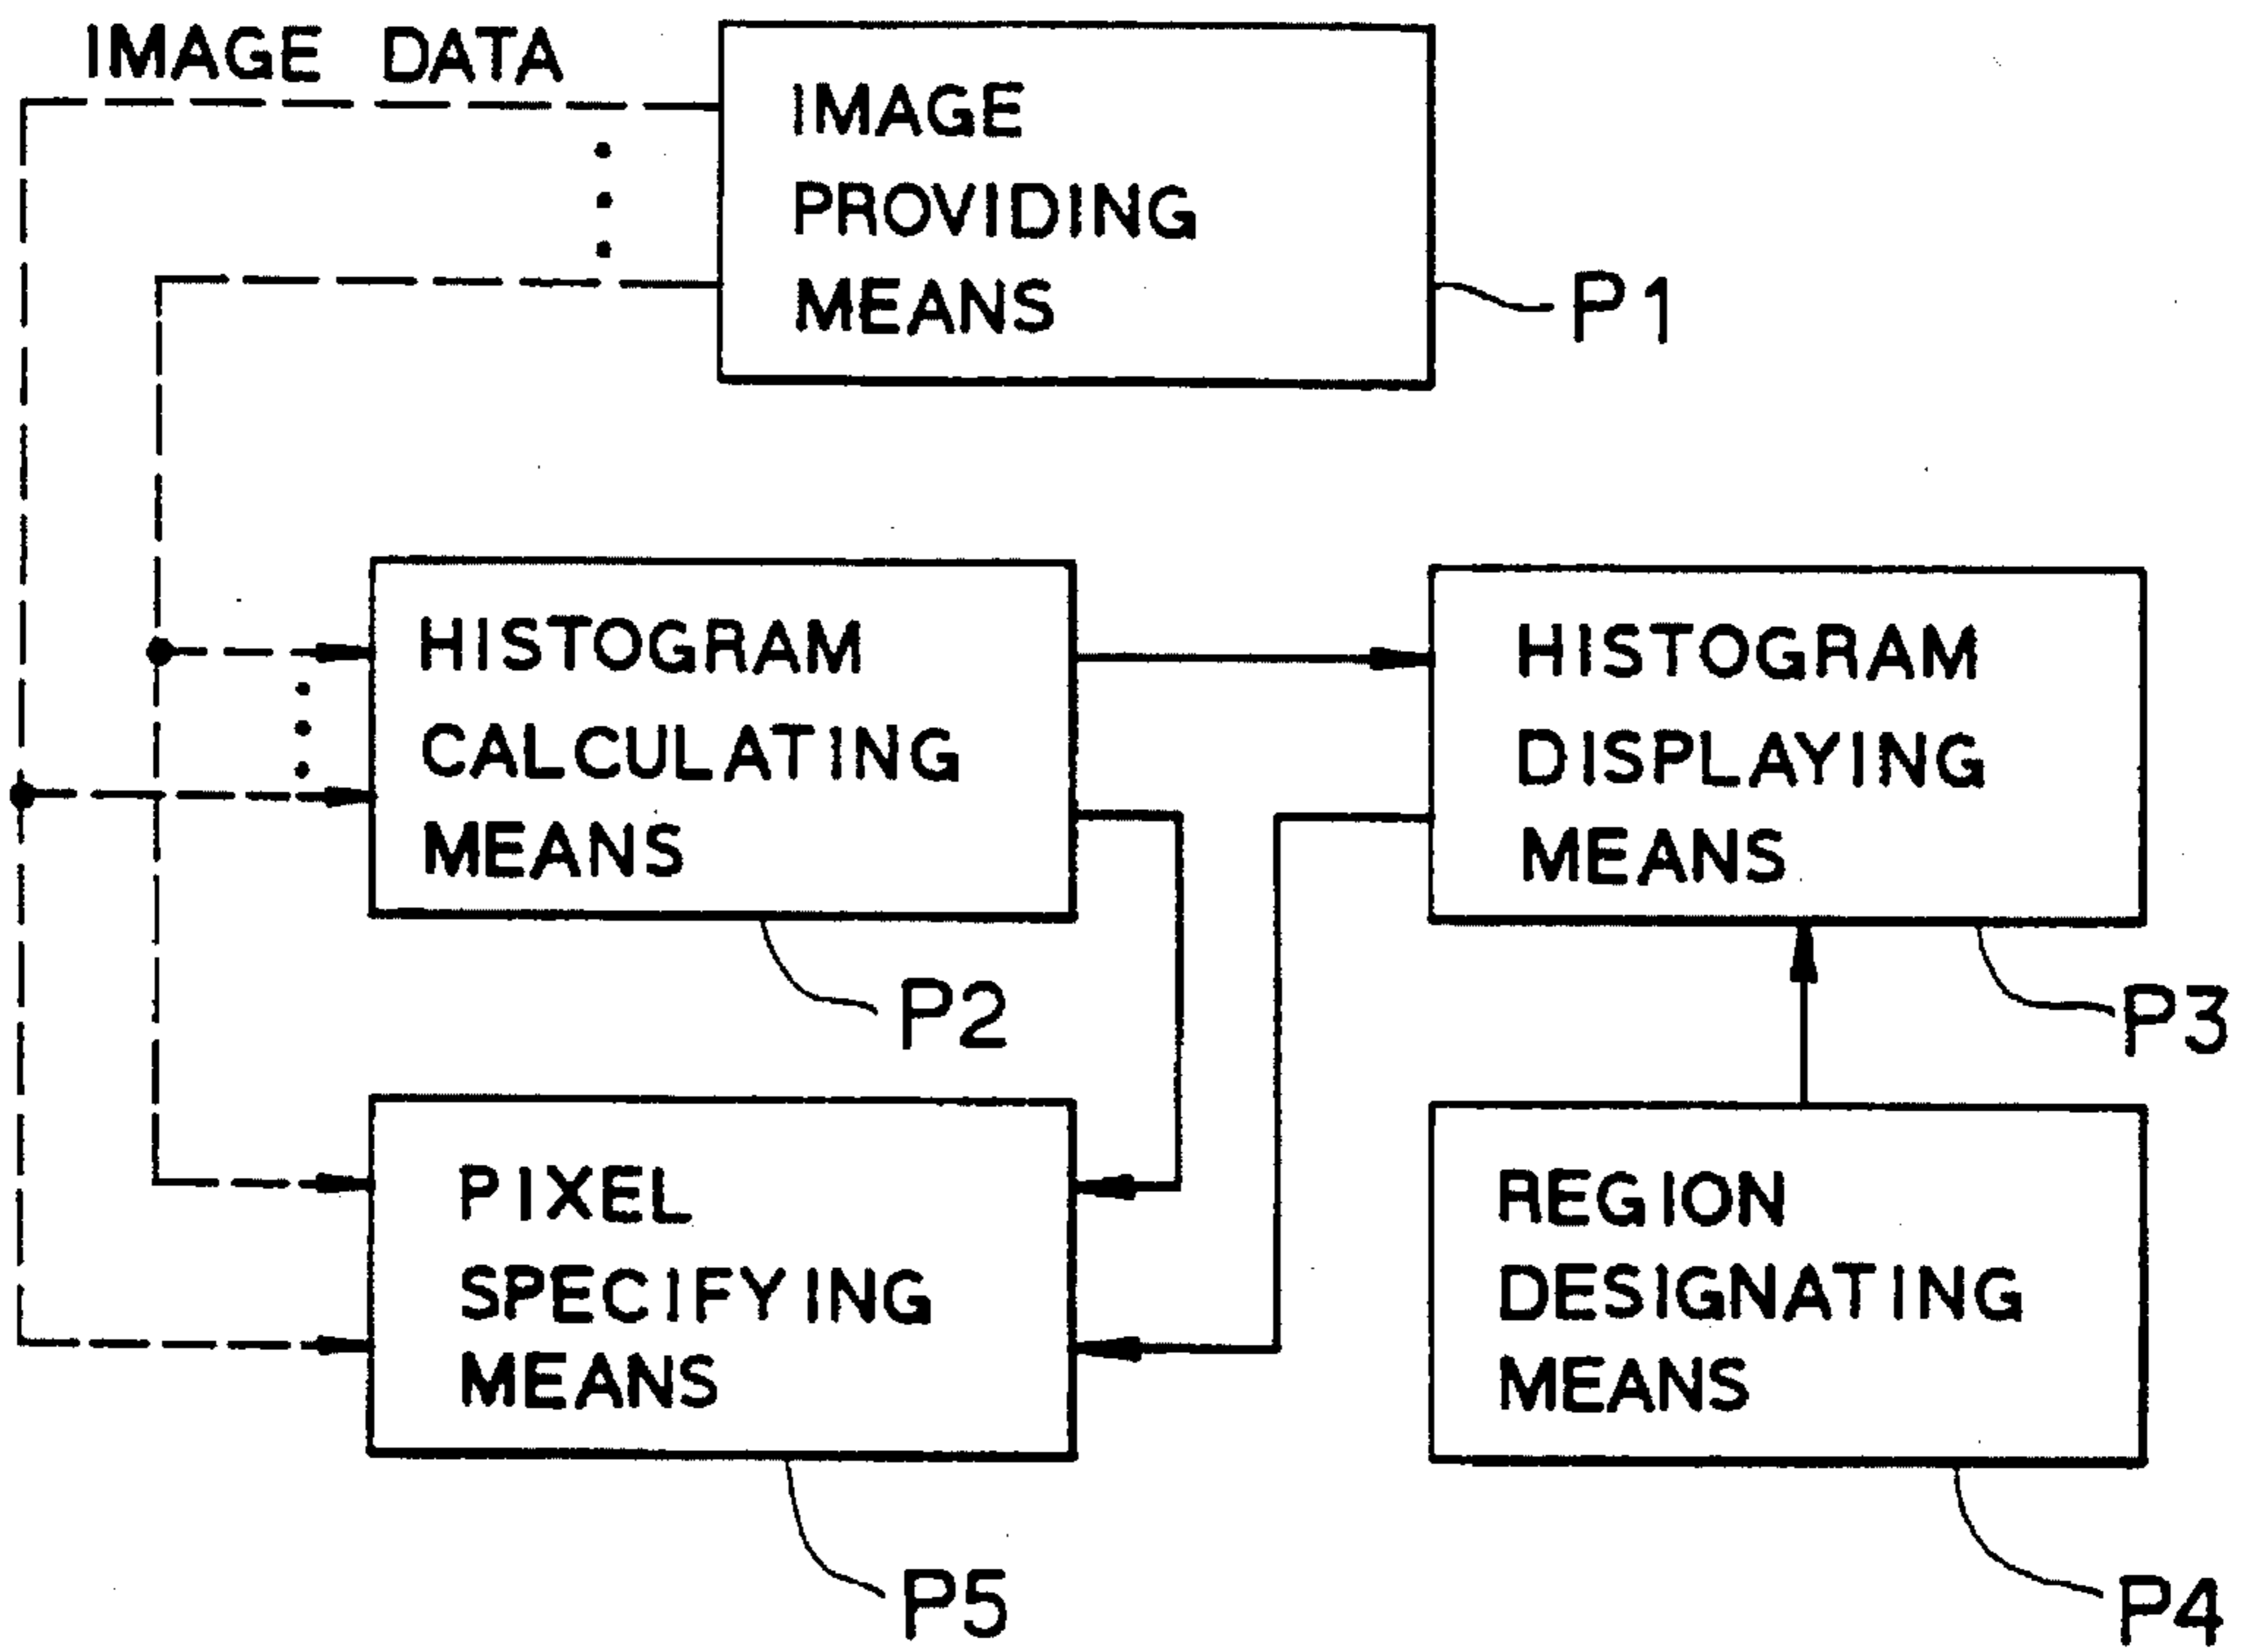 IMAGE DATA
IMAGE
PROVIDING
MEANS
P1
HISTOGRAM
CALCULATING
MEANS
P2
HISTOGRAM
DISPLAYING
MEANS
P3
PIXEL
SPECIFYING
MEANS
P5
REGION
DESIGNATING
MEANS
P4